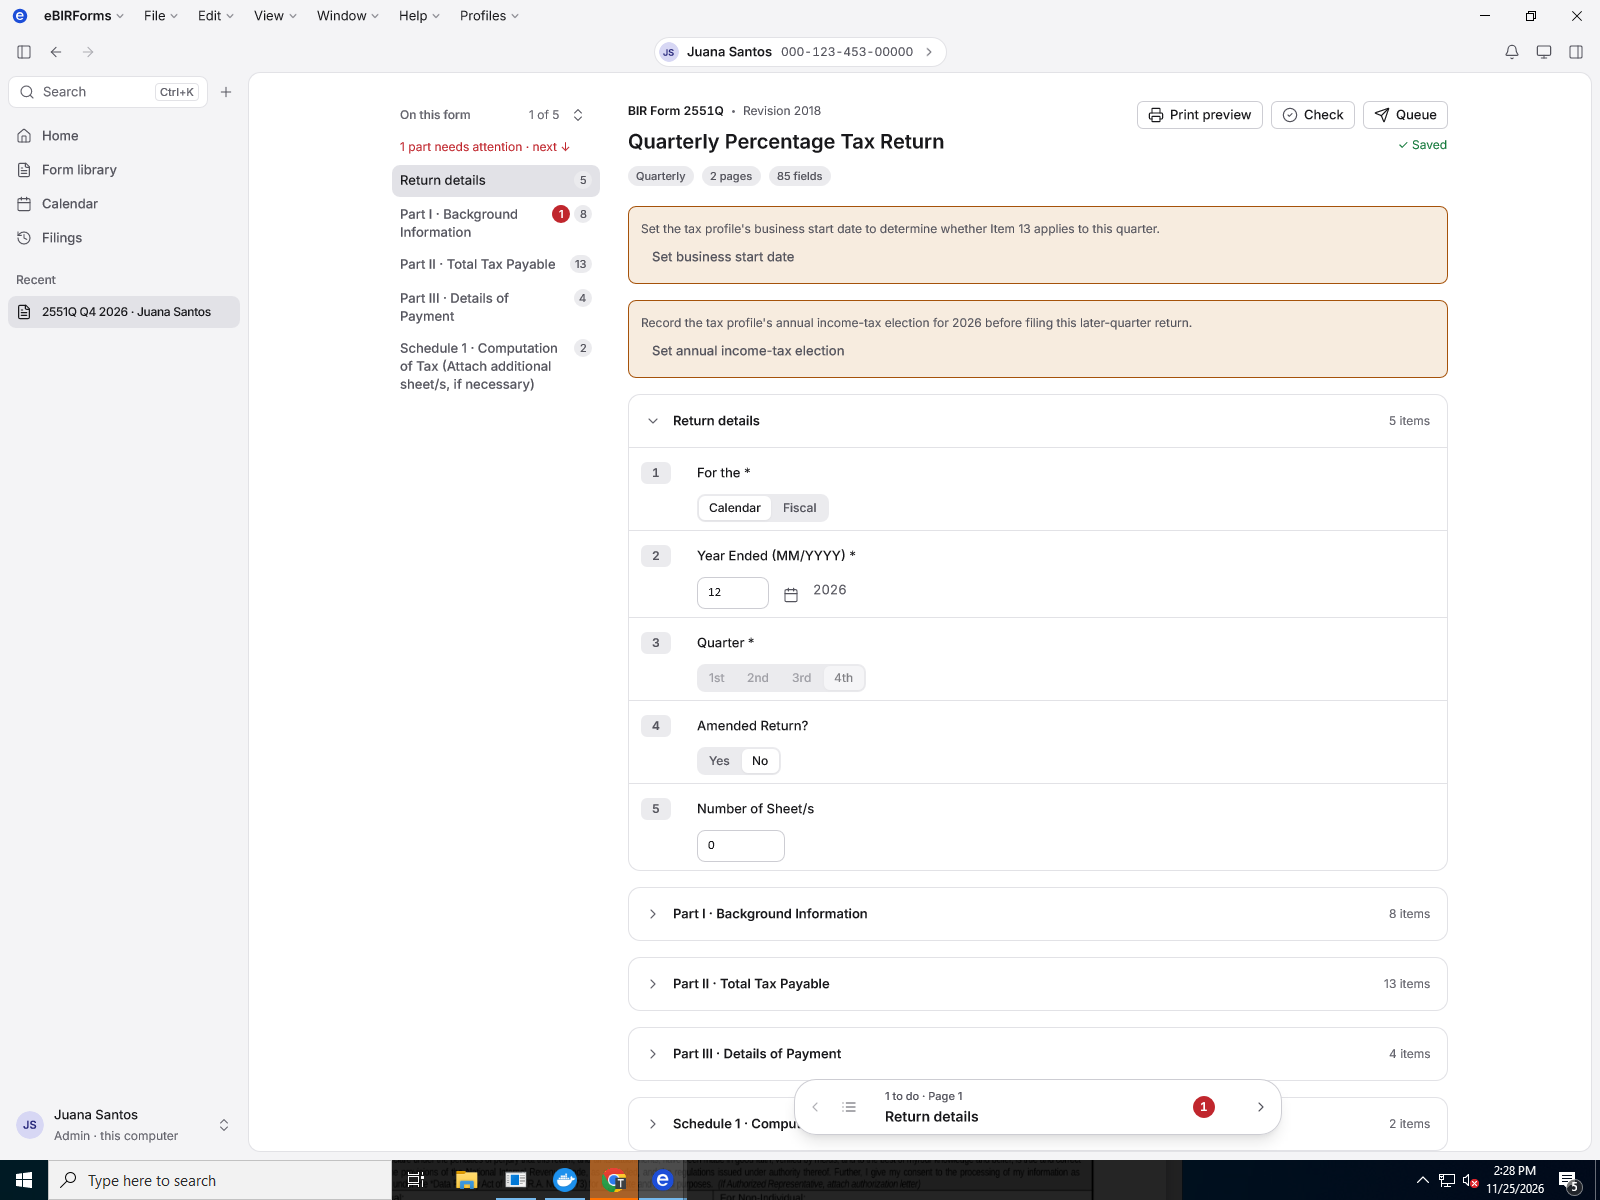 eBIRForms
File
Edit
View
Window
Help
Profiles
JS Juana Santos 000-123-453-00000
Search Ctrl+K
Home
Form library
Calendar
Filings
Recent
2551Q Q4 2026 · Juana Santos
On this form 1 of 5
1 part needs attention · next ↓
Return details 5
Part I · Background Information 1 8
Part II · Total Tax Payable 13
Part III · Details of Payment 4
Schedule 1 · Computation of Tax (Attach additional sheet/s, if necessary) 2
BIR Form 2551Q • Revision 2018
Quarterly Percentage Tax Return
Quarterly 2 pages 85 fields
Print preview Check Queue
Saved
Set the tax profile's business start date to determine whether Item 13 applies to this quarter.
Set business start date
Record the tax profile's annual income-tax election for 2026 before filing this later-quarter return.
Set annual income-tax election
Return details 5 items
1 For the *
Calendar Fiscal
2 Year Ended (MM/YYYY) *
12 2026
3 Quarter *
1st 2nd 3rd 4th
4 Amended Return?
Yes No
5 Number of Sheet/s
0
Part I · Background Information 8 items
Part II · Total Tax Payable 13 items
Part III · Details of Payment 4 items
Schedule 1 · Compu 2 items
1 to do · Page 1
Return details 1
JS Juana Santos
Admin · this computer
Type here to search
2:28 PM
11/25/2026
5